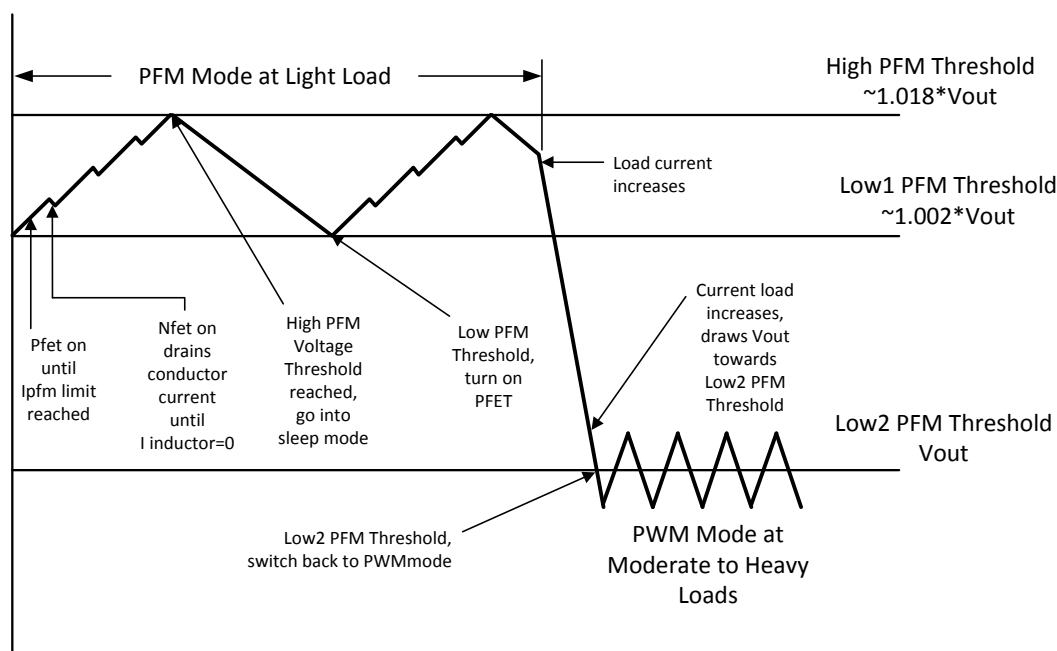 PFM Mode at Light Load
High PFM Threshold
~1.018*Vout
Load current
increases
Low1 PFM Threshold
~1.002*Vout
Pfet on
until
Ipfm limit
reached
Nfet on
drains
conductor
current
until
I inductor=0
High PFM
Voltage
Threshold
reached,
go into
sleep mode
Low PFM
Threshold,
turn on
PFET
Current load
increases,
draws Vout
towards
Low2 PFM
Threshold
Low2 PFM Threshold
Vout
Low2 PFM Threshold,
switch back to PWMmode
PWM Mode at
Moderate to Heavy
Loads